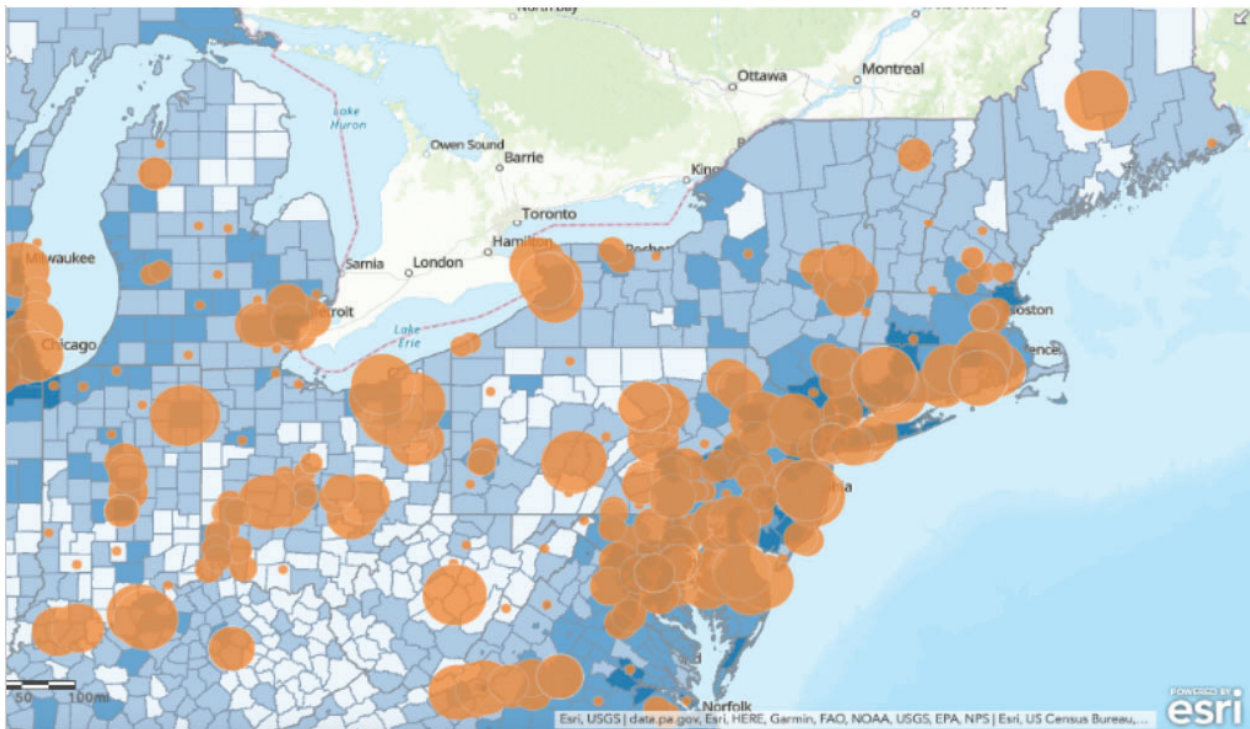 North Bay
Ottawa
Montreal
Lake
Huron
Owen Sound
Barrie
Toronto
Hamilton
Milwaukee
Sarnia
London
Chicago
Lake
Erie
Norfolk
50 100mi
Esri, USGS | data.pa.gov, Esri, HERE, Garmin, FAO, NOAA, USGS, EPA, NPS | Esri, US Census Bureau,...
POWERED BY
esri